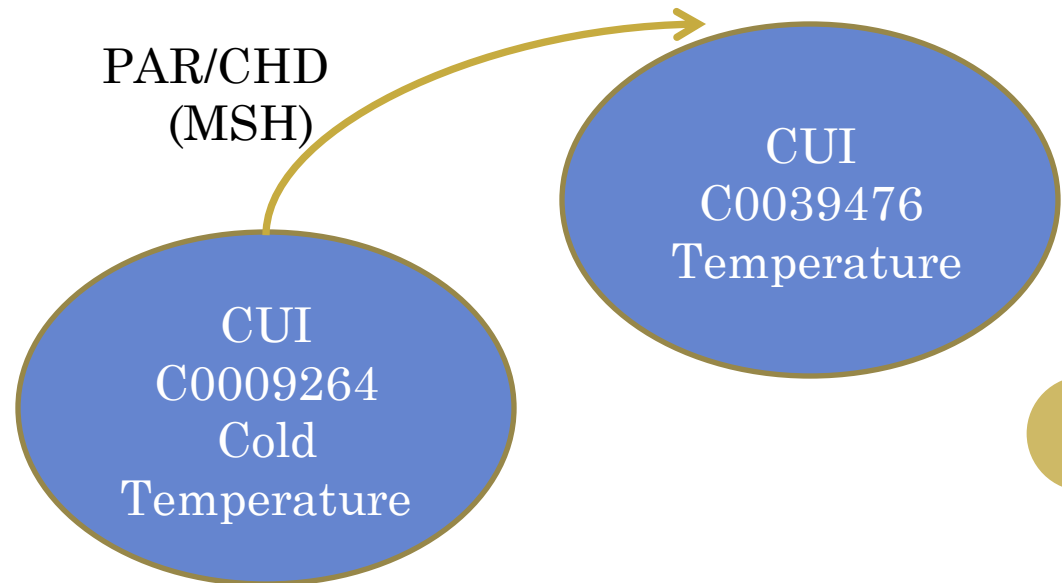 PAR/CHD
(MSH)
CUI
C0039476
Temperature
CUI
C0009264
Cold
Temperature